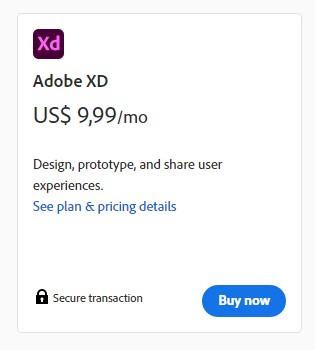 Xd
Adobe XD
US$ 9,99/mo
Design, prototype, and share user
experiences.
See plan & pricing details
Secure transaction
Buy now